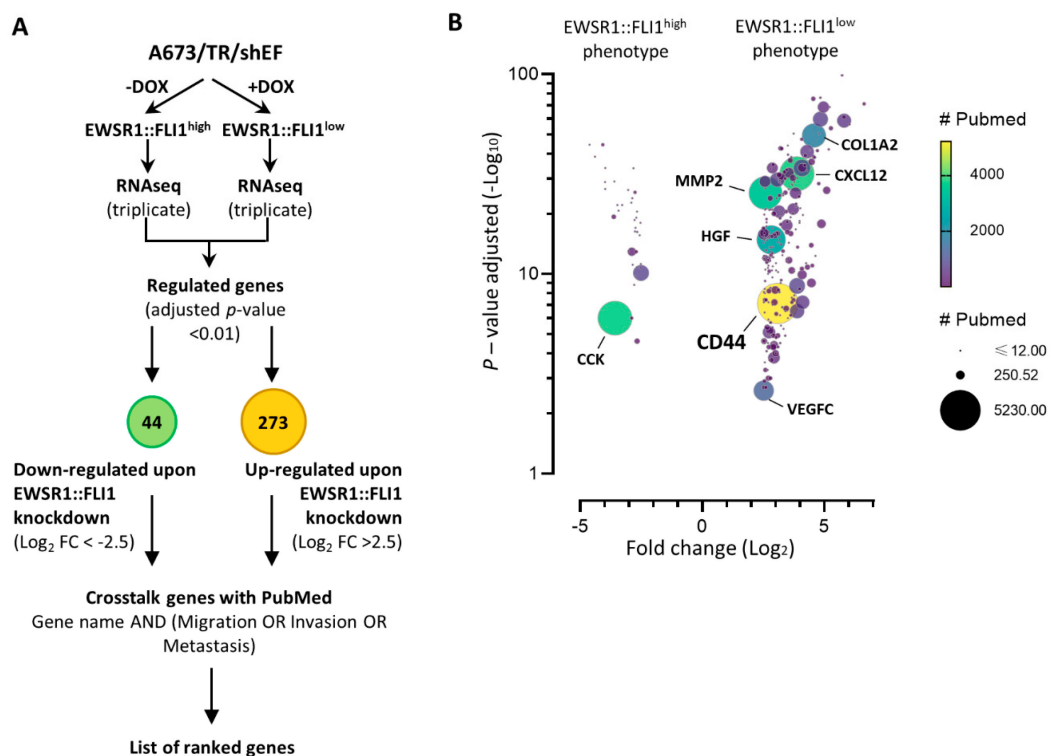 A
A673/TR/shEF
-DOX +DOX
EWSR1::FLI1high EWSR1::FLI1low
RNAseq RNAseq
(triplicate) (triplicate)
Regulated genes
(adjusted p-value
<0.01)
44 273
Down-regulated upon
EWSR1::FLI1
knockdown
(Log2 FC < -2.5)
Up-regulated upon
EWSR1::FLI1
knockdown
(Log2 FC >2.5)
Crosstalk genes with PubMed
Gene name AND (Migration OR Invasion OR
Metastasis)
List of ranked genes
B
EWSR1::FLI1high
phenotype
EWSR1::FLI1low
phenotype
P – value adjusted (-Log10)
100
10
1
COL1A2
CXCL12
MMP2
HGF
CD44
CCK
VEGFC
-5 0 5
Fold change (Log2)
# Pubmed
4000
2000
# Pubmed
⩽ 12.00
250.52
5230.00